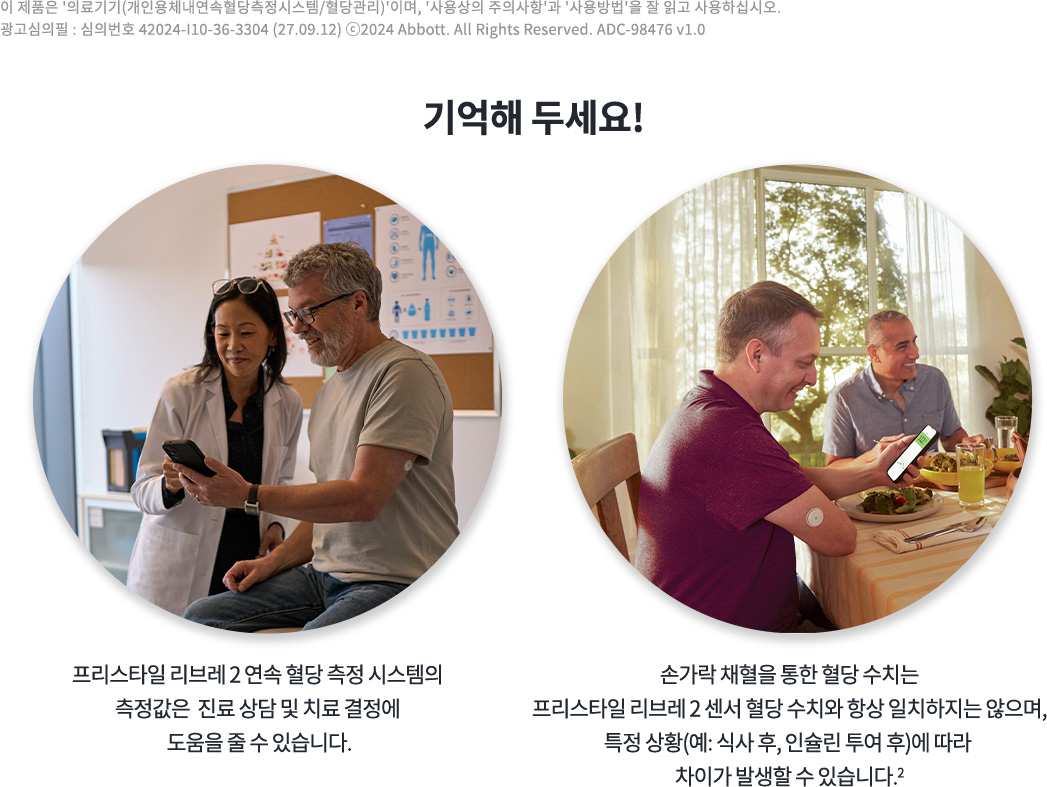 이 제품은 '의료기기(개인용체내연속혈당측정시스템/혈당관리)'이며, '사용상의 주의사항'과 '사용방법'을 잘 읽고 사용하십시오.
광고심의필 : 심의번호 42024-I10-36-3304 (27.09.12) ⓒ2024 Abbott. All Rights Reserved. ADC-98476 v1.0
기억해 두세요!
프리스타일 리브레 2 연속 혈당 측정 시스템의
측정값은 진료 상담 및 치료 결정에
도움을 줄 수 있습니다.
손가락 채혈을 통한 혈당 수치는
프리스타일 리브레 2 센서 혈당 수치와 항상 일치하지는 않으며,
특정 상황(예: 식사 후, 인슐린 투여 후)에 따라
차이가 발생할 수 있습니다.²